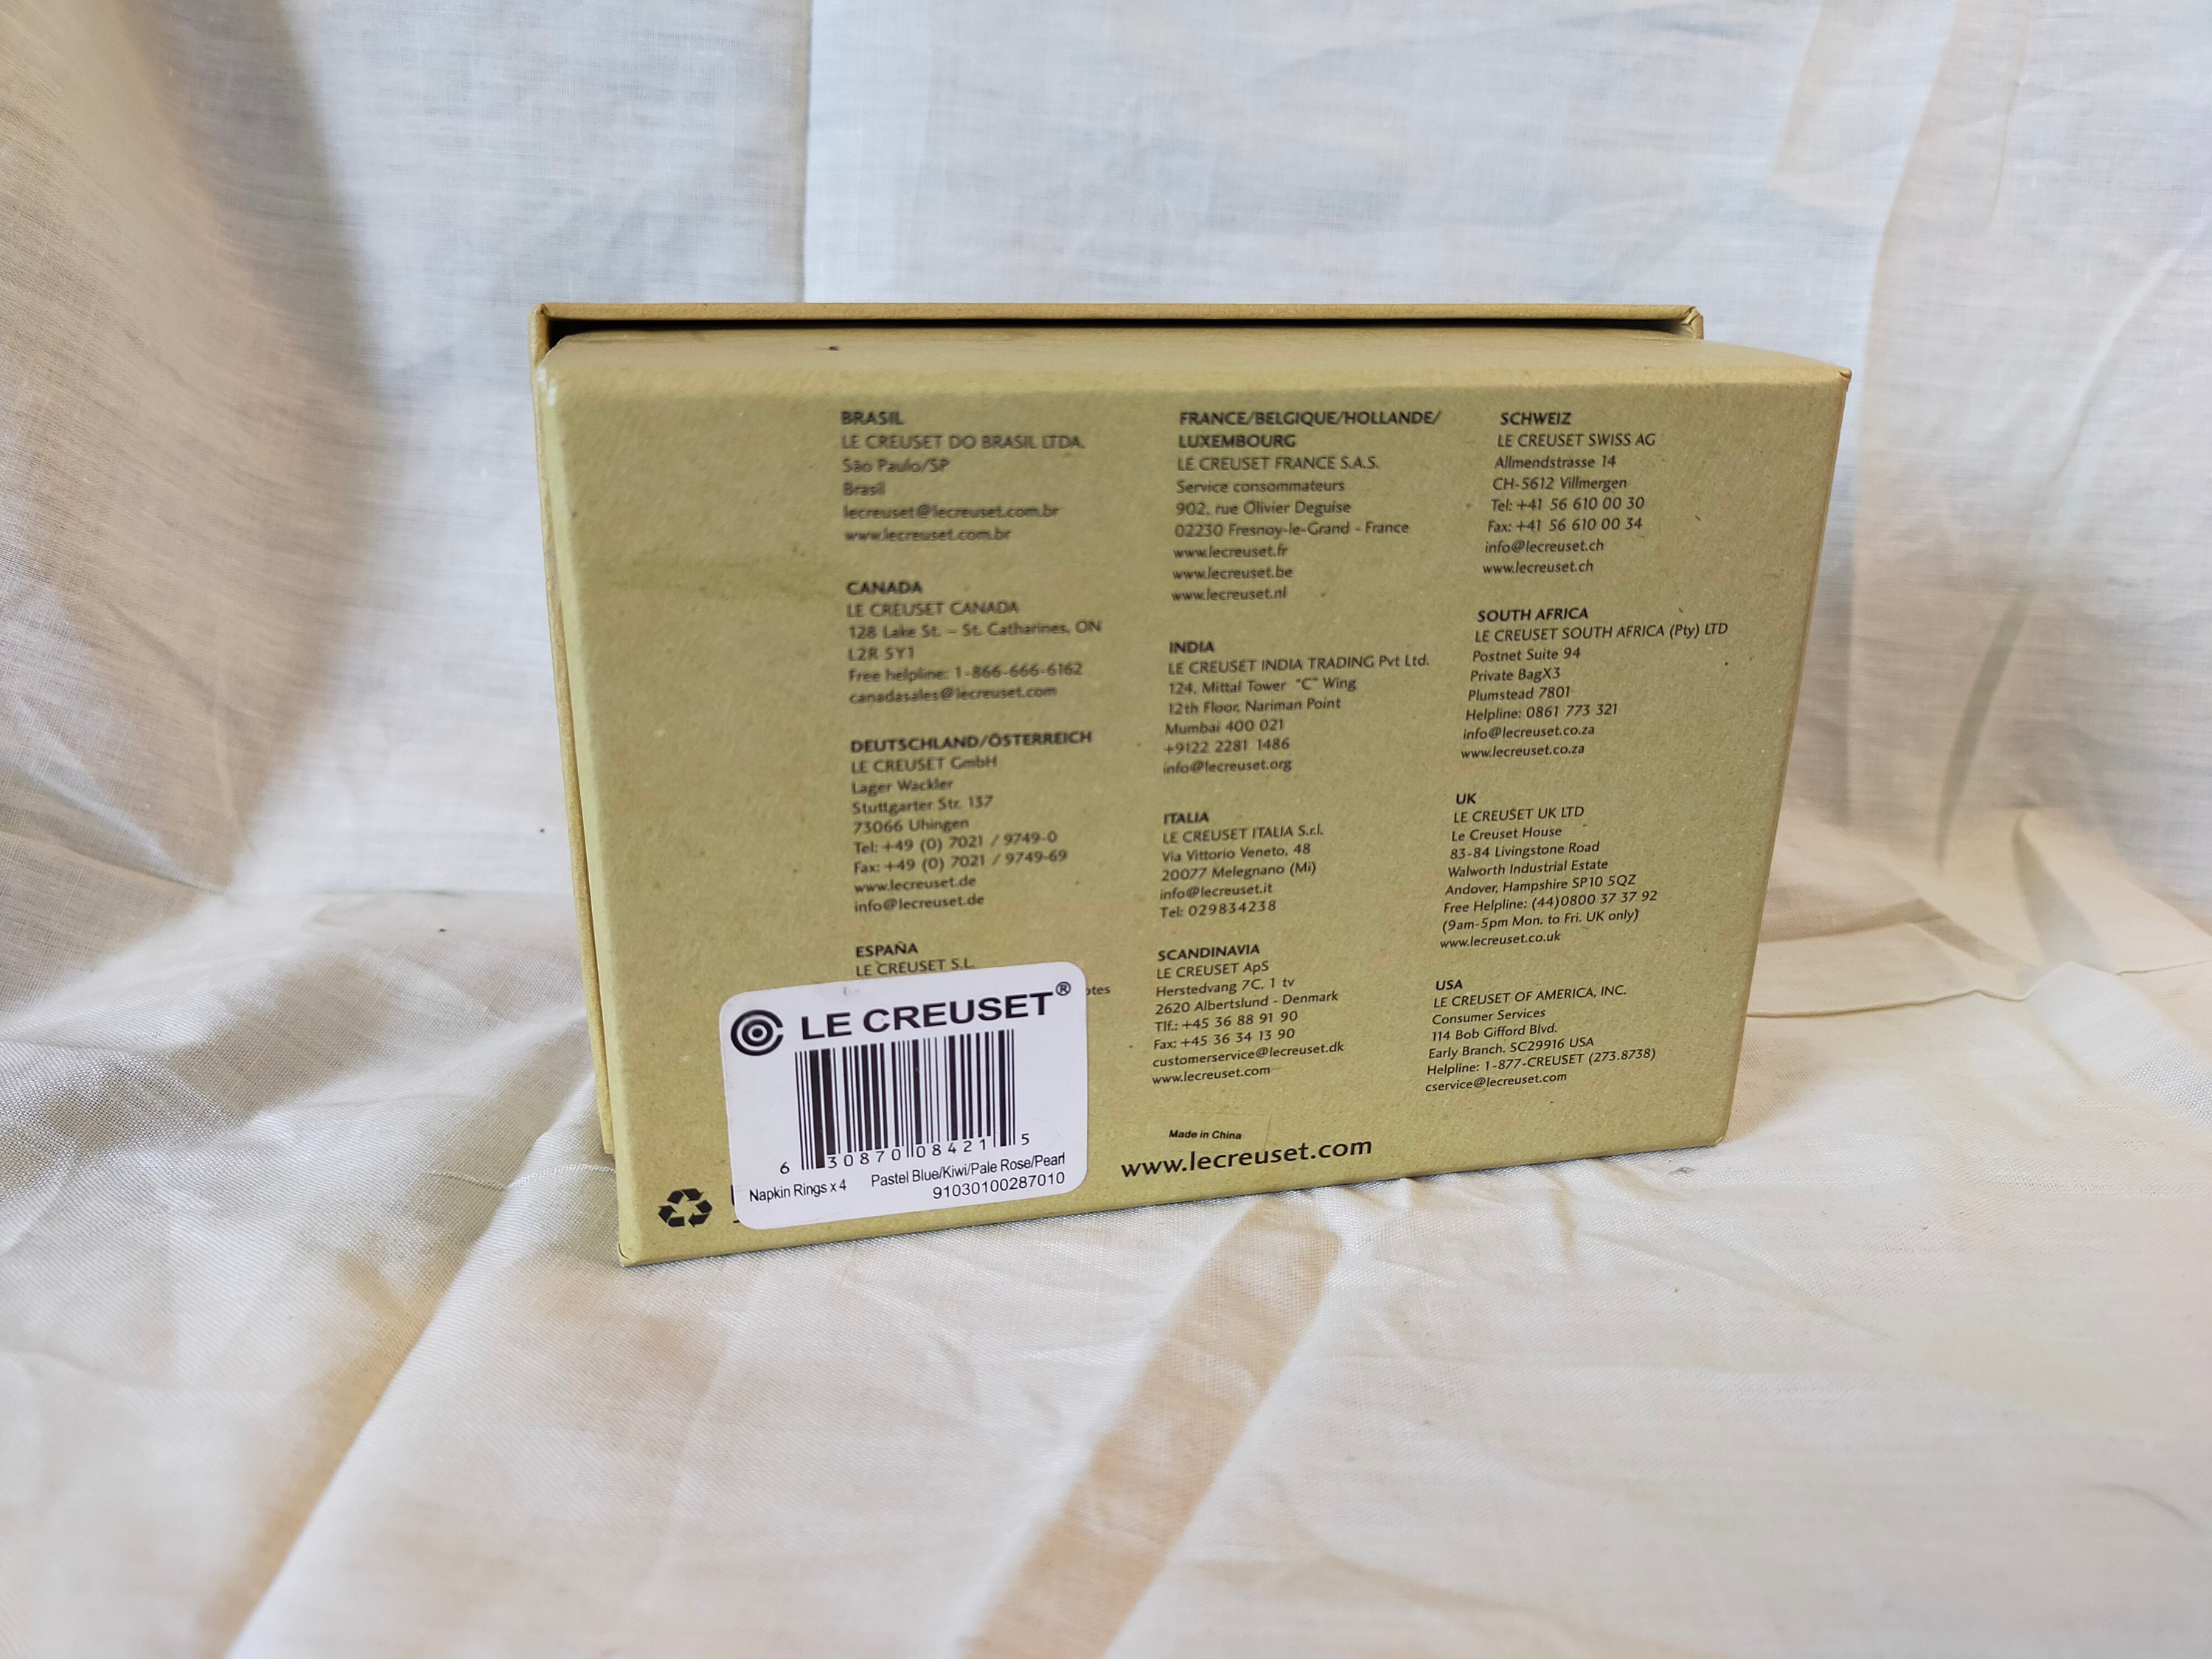 BRASIL
LE CREUSET DO BRASIL LTDA.
São Paulo/SP
Brasil
lecreuset@lecreuset.com.br
www.lecreuset.com.br
CANADA
LE CREUSET CANADA
128 Lake St. – St. Catharines, ON
L2R 5Y1
Free helpline: 1-866-666-6162
canadasales@lecreuset.com
DEUTSCHLAND/ÖSTERREICH
LE CREUSET GmbH
Lager Wackler
Stuttgarter Str. 137
73066 Uhingen
Tel: +49 (0) 7021 / 9749-0
Fax: +49 (0) 7021 / 9749-69
www.lecreuset.de
info@lecreuset.de
ESPAÑA
LE CREUSET S.L.
FRANCE/BELGIQUE/HOLLANDE/
LUXEMBOURG
LE CREUSET FRANCE S.A.S.
Service consommateurs
902, rue Olivier Deguise
02230 Fresnoy-le-Grand - France
www.lecreuset.fr
www.lecreuset.be
www.lecreuset.nl
INDIA
LE CREUSET INDIA TRADING Pvt Ltd.
124, Mittal Tower "C" Wing
12th Floor, Nariman Point
Mumbai 400 021
+9122 2281 1486
info@lecreuset.org
ITALIA
LE CREUSET ITALIA S.r.l.
Via Vittorio Veneto, 48
20077 Melegnano (Mi)
info@lecreuset.it
Tel: 029834238
SCANDINAVIA
LE CREUSET ApS
Herstedvang 7C, 1 tv
2620 Albertslund - Denmark
Tlf.: +45 36 88 91 90
Fax: +45 36 34 13 90
customerservice@lecreuset.dk
www.lecreuset.com
SCHWEIZ
LE CREUSET SWISS AG
Allmendstrasse 14
CH-5612 Villmergen
Tel: +41 56 610 00 30
Fax: +41 56 610 00 34
info@lecreuset.ch
www.lecreuset.ch
SOUTH AFRICA
LE CREUSET SOUTH AFRICA (Pty) LTD
Postnet Suite 94
Private BagX3
Plumstead 7801
Helpline: 0861 773 321
info@lecreuset.co.za
www.lecreuset.co.za
UK
LE CREUSET UK LTD
Le Creuset House
83-84 Livingstone Road
Walworth Industrial Estate
Andover, Hampshire SP10 5QZ
Free Helpline: (44)0800 37 37 92
(9am-5pm Mon. to Fri. UK only)
www.lecreuset.co.uk
USA
LE CREUSET OF AMERICA, INC.
Consumer Services
114 Bob Gifford Blvd.
Early Branch, SC29916 USA
Helpline: 1-877-CREUSET (273.8738)
cservice@lecreuset.com
LE CREUSET®
6 30870 08421 5
Napkin Rings x 4 Pastel Blue/Kiwi/Pale Rose/Pearl
91030100287010
Made in China
www.lecreuset.com